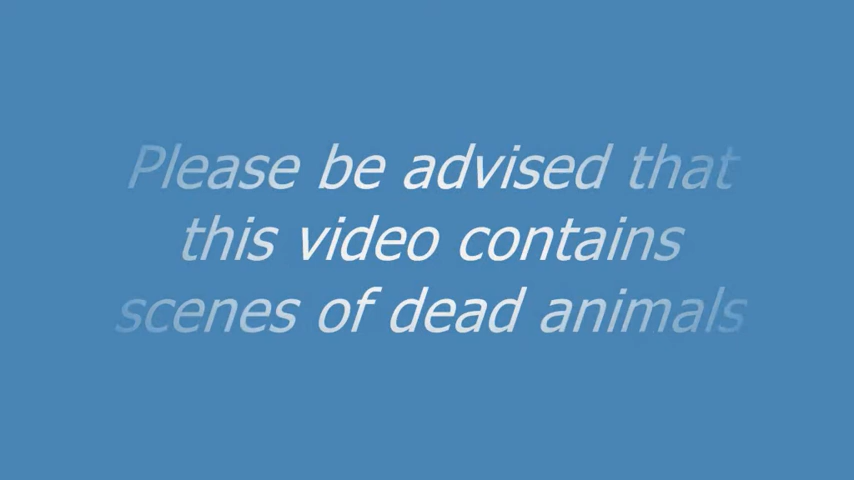 Please be advised that
this video contains
scenes of dead animals